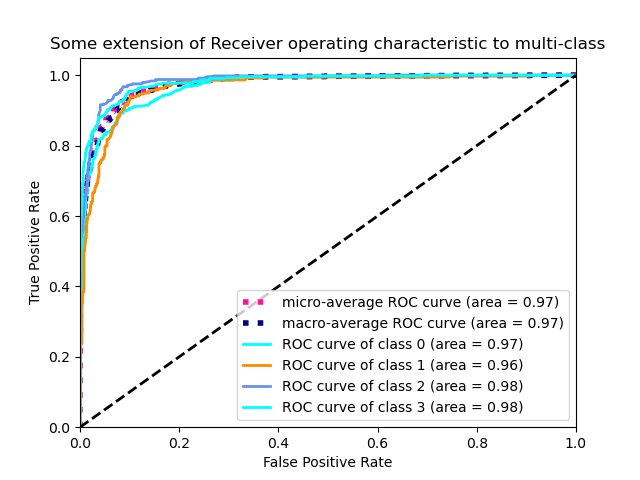 Some extension of Receiver operating characteristic to multi-class
1.0
0.8
0.6
0.4
0.2
0.0
True Positive Rate
micro-average ROC curve (area = 0.97)
macro-average ROC curve (area = 0.97)
ROC curve of class 0 (area = 0.97)
ROC curve of class 1 (area = 0.96)
ROC curve of class 2 (area = 0.98)
ROC curve of class 3 (area = 0.98)
0.0 0.2 0.4 0.6 0.8 1.0
False Positive Rate